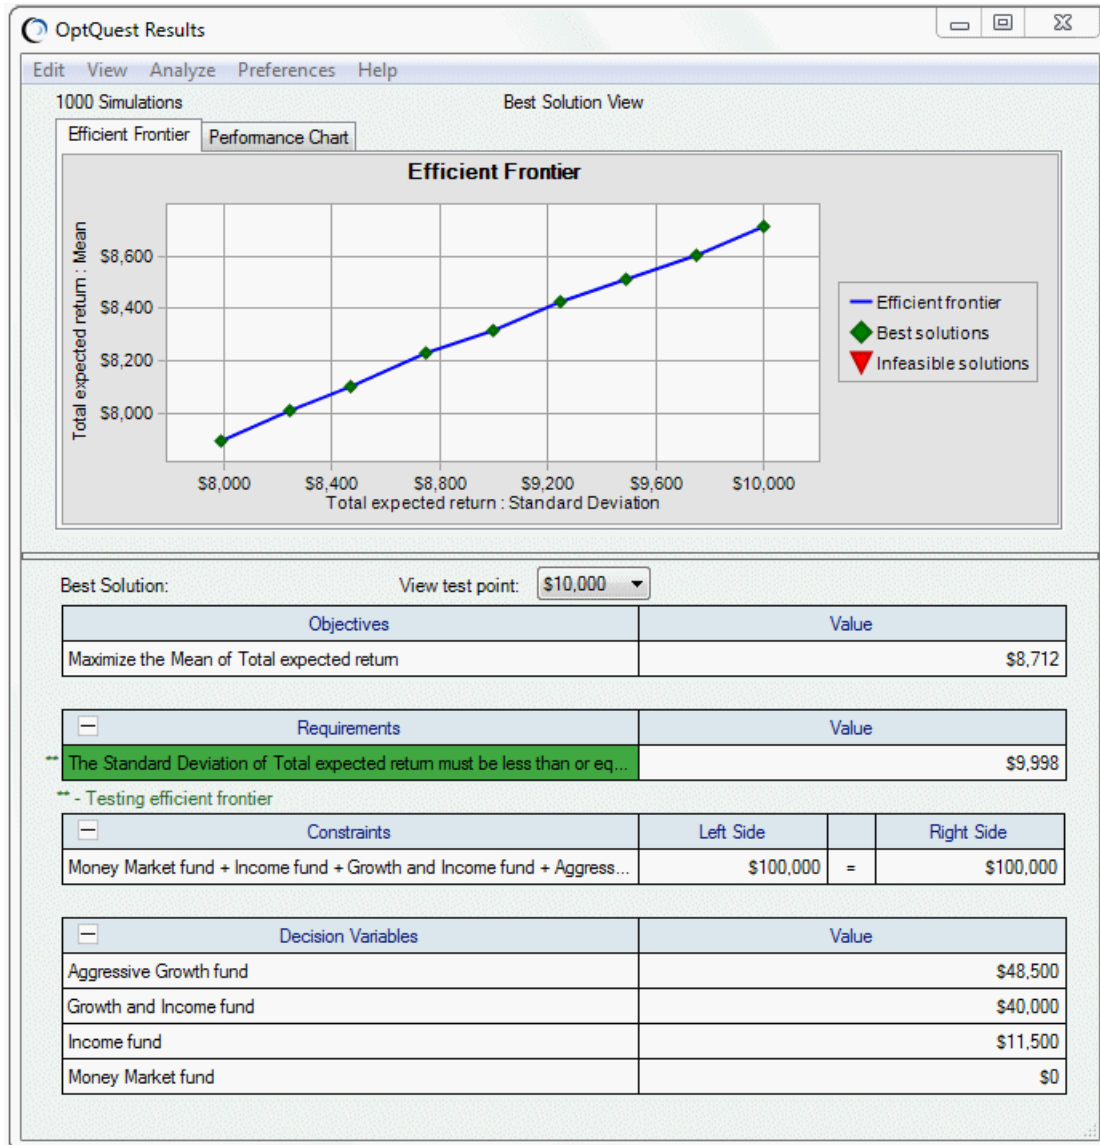 OptQuest Results
Edit View Analyze Preferences Help
1000 Simulations Best Solution View
Efficient Frontier Performance Chart
Efficient Frontier
Total expected return : Mean
$8,600
$8,400
$8,200
$8,000
$8,000 $8,400 $8,800 $9,200 $9,600 $10,000
Total expected return : Standard Deviation
Efficient frontier
Best solutions
Infeasible solutions
Best Solution: View test point: $10,000
Objectives Value
Maximize the Mean of Total expected return $8,712
Requirements Value
** The Standard Deviation of Total expected return must be less than or eq... $9,998
** - Testing efficient frontier
Constraints Left Side Right Side
Money Market fund + Income fund + Growth and Income fund + Aggress... $100,000 = $100,000
Decision Variables Value
Aggressive Growth fund $48,500
Growth and Income fund $40,000
Income fund $11,500
Money Market fund $0